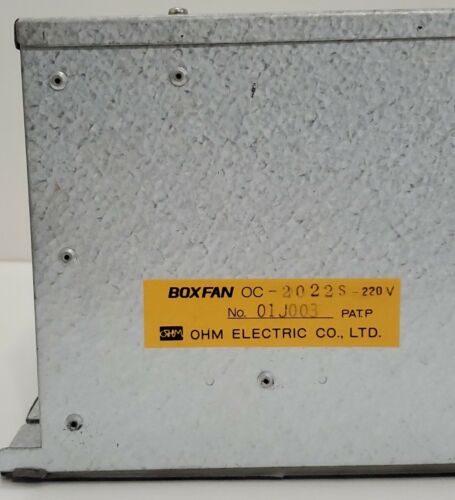 BOXFAN OC-2022S-220V
No. 01J003 PAT.P
OHM OHM ELECTRIC CO., LTD.